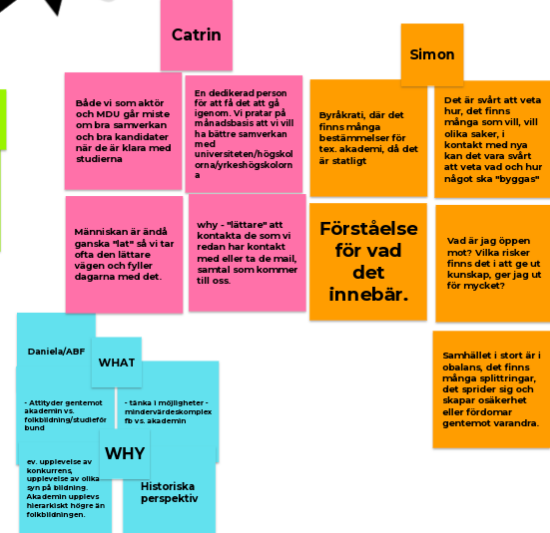 Catrin
Både vi som aktör
och MDU går miste
om bra samverkan
och bra kandidater
när de är klara med
studierna
En dedikerad person
för att få det att gå
igenom. Vi pratar på
månadsbasis att vi vill
ha bättre samverkan
med
universiteten/högskol
orna/yrkeshögskolorn
a
Människan är ändå
ganska "lat" så vi tar
ofta den lättare
vägen och fyller
dagarna med det.
why - "lättare" att
kontakta de som vi
redan har kontakt
med eller ta de mail,
samtal som kommer
till oss.
Simon
Byråkrati, där det
finns många
bestämmelser för
tex. akademi, då det
är statligt
Det är svårt att veta
hur, det finns
många som vill, vill
olika saker, i
kontakt med nya
kan det vara svårt
att veta vad och hur
något ska "byggas"
Förståelse
för vad
det
innebär.
Vad är jag öppen
mot? Vilka risker
finns det i att ge ut
kunskap, ger jag ut
för mycket?
Samhället i stort är i
obalans, det finns
många splittringar,
det sprider sig och
skapar osäkerhet
eller fördomar
gentemot varandra.
Daniela/ABF
WHAT
- Attityder gentemot
akademin vs.
folkbildning/studieför
bund
- tänka i möjligheter -
mindervärdeskomplex
fb vs. akademin
WHY
ev. upplevelse av
konkurrens,
upplevelse av olika
syn på bildning.
Akademin upplevs
hierarkiskt högre än
folkbildningen.
Historiska
perspektiv